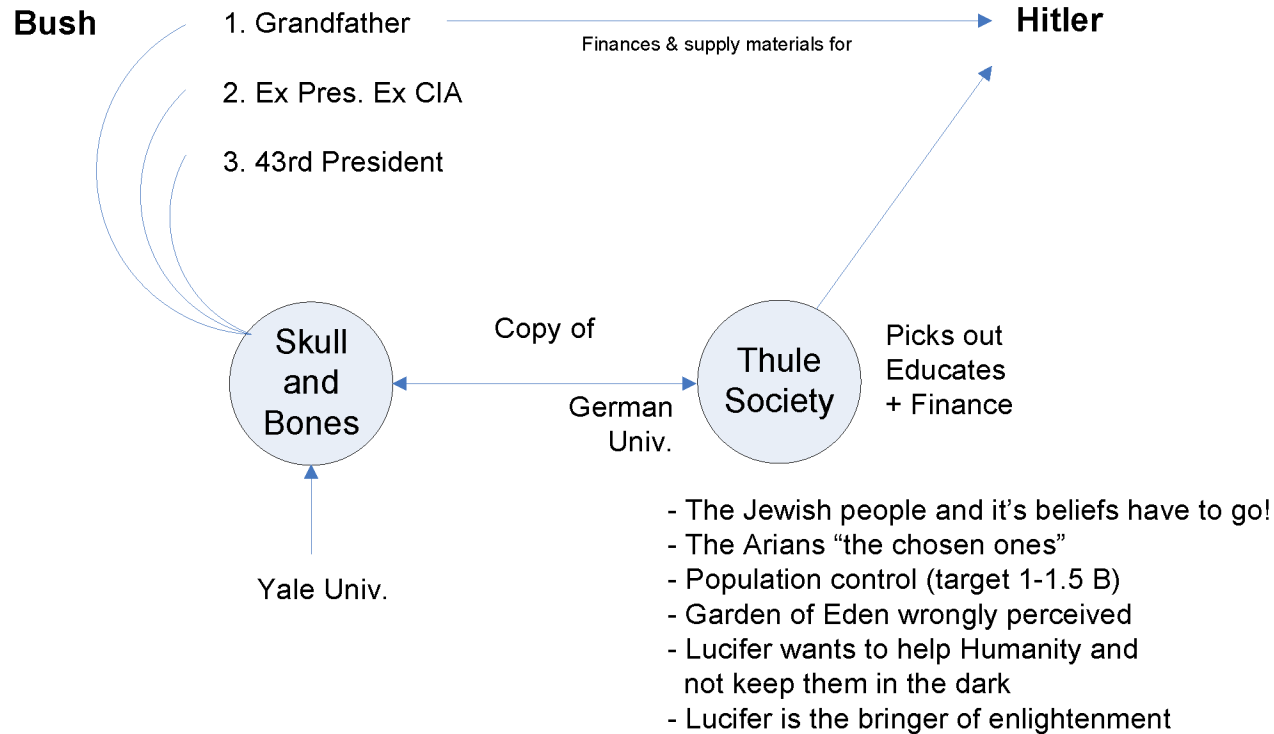 Bush
1. Grandfather
Finances & supply materials for
Hitler
2. Ex Pres. Ex CIA
3. 43rd President
Skull
and
Bones
Copy of
German
Univ.
Thule
Society
Picks out
Educates
+ Finance
Yale Univ.
- The Jewish people and it's beliefs have to go!
- The Arians “the chosen ones”
- Population control (target 1-1.5 B)
- Garden of Eden wrongly perceived
- Lucifer wants to help Humanity and
not keep them in the dark
- Lucifer is the bringer of enlightenment